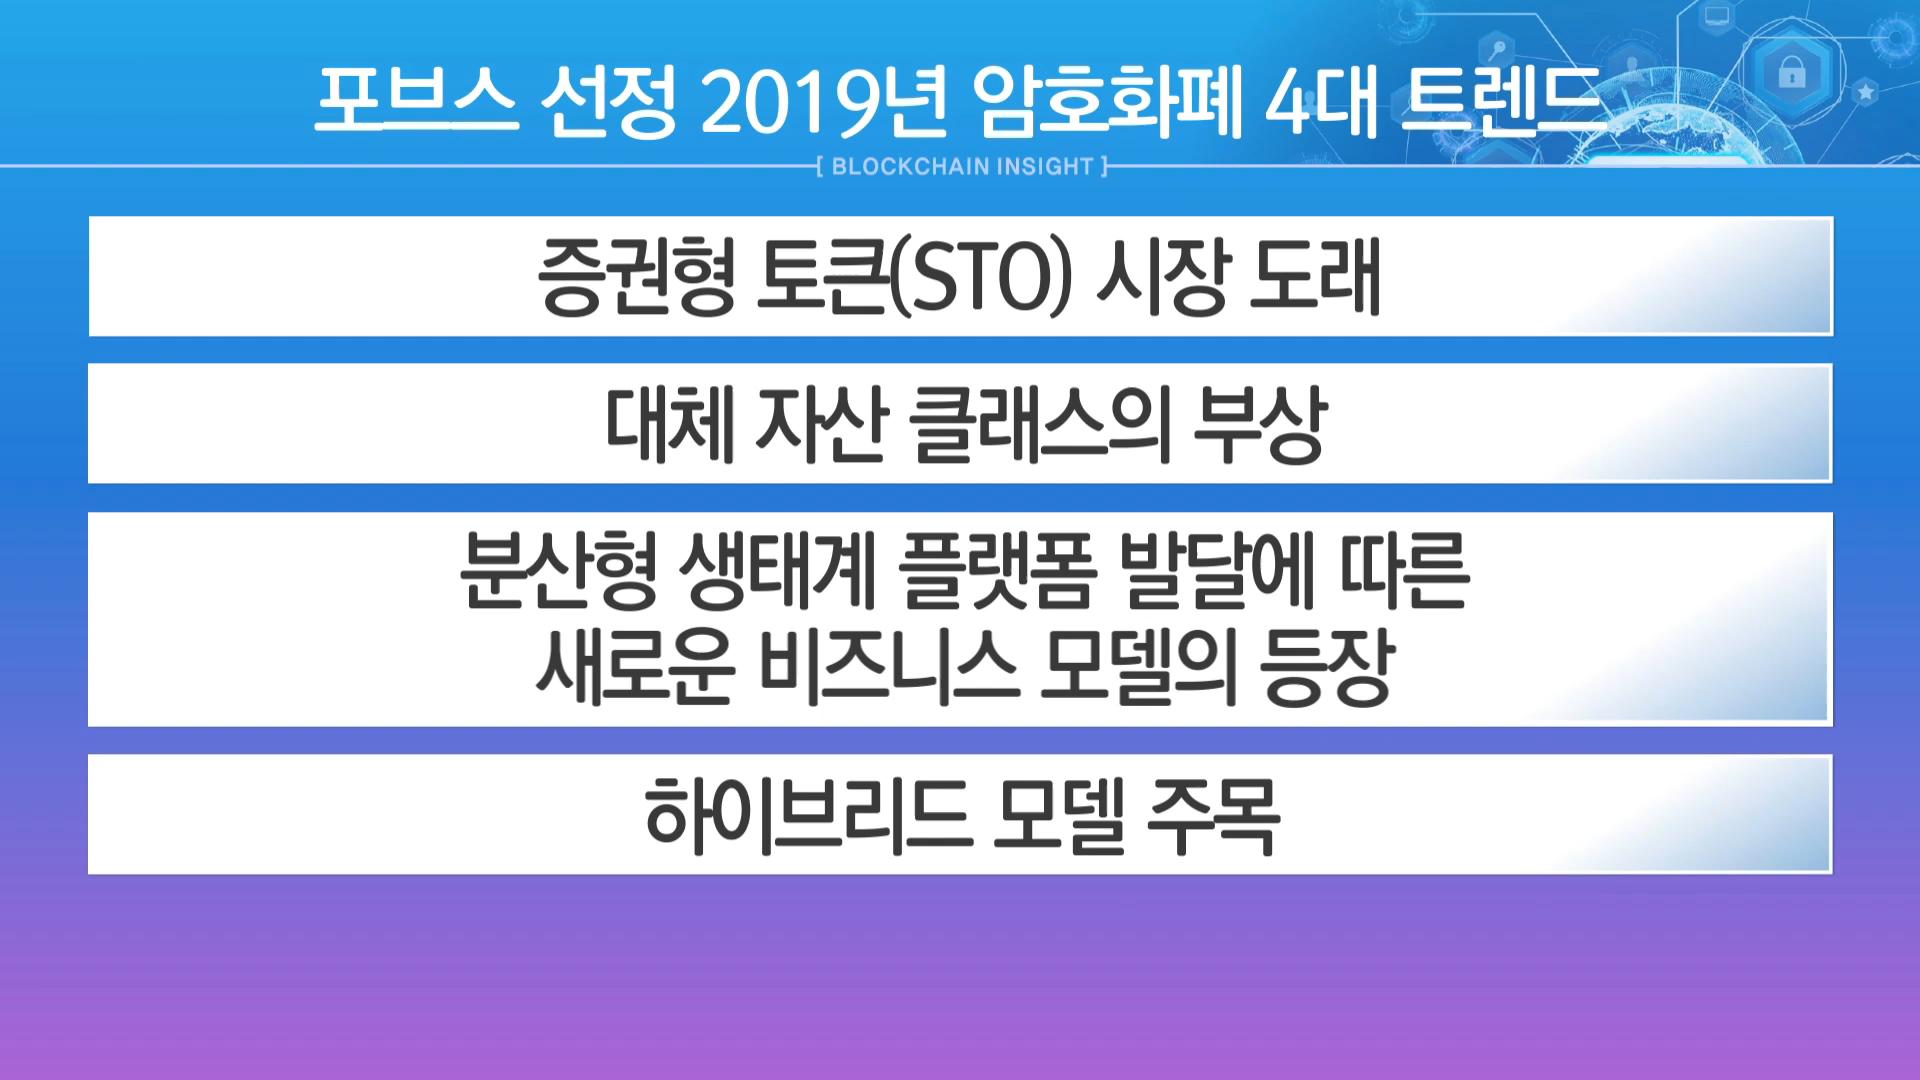 포브스 선정 2019년 암호화폐 4대 트렌드
[ BLOCKCHAIN INSIGHT ]
증권형 토큰(STO) 시장 도래
대체 자산 클래스의 부상
분산형 생태계 플랫폼 발달에 따른
새로운 비즈니스 모델의 등장
하이브리드 모델 주목